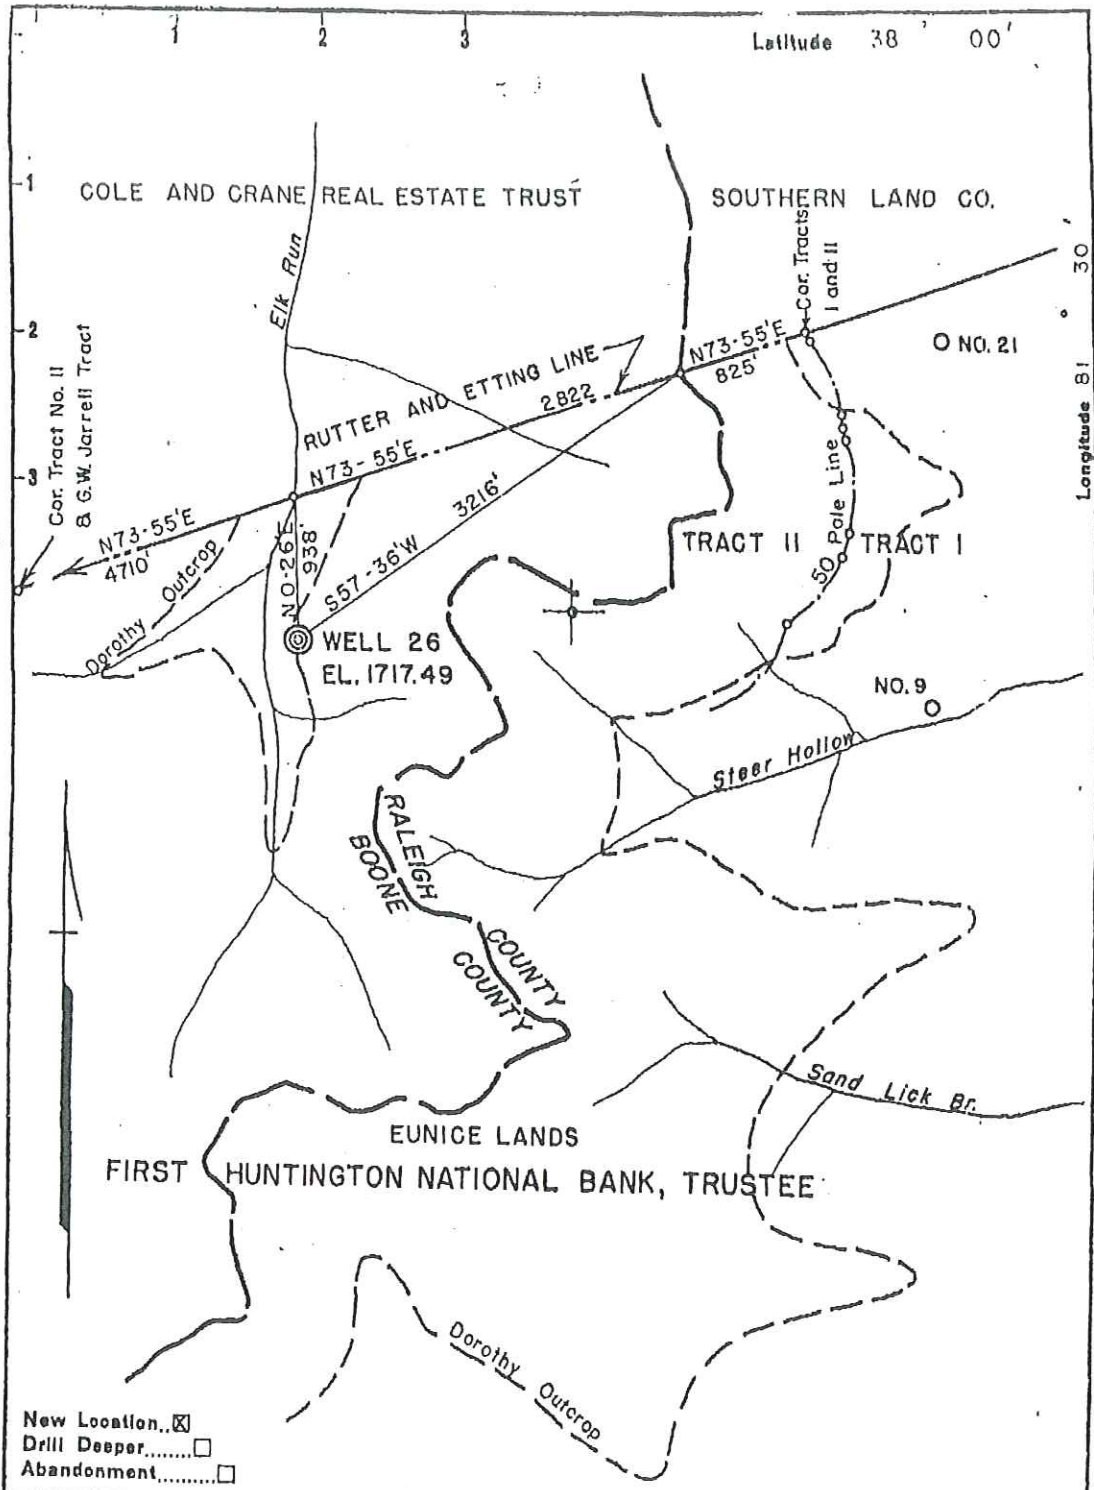 1 2 3 Latitude 38 ° 00'
1
COLE AND CRANE REAL ESTATE TRUST
SOUTHERN LAND CO.
Elk Run
Cor. Tracts
I and II
30 '
Longitude 81 °
2
N73-55'E
825'
NO. 21
RUTTER AND ETTING LINE
2822
Cor. Tract No. II
& G.W. Jarrell Tract
3
N73-55'E
3216'
50 Pole Line
TRACT II
TRACT I
N73-55'E
4710'
Dorothy Outcrop
N 0-26'E
938'
S57-36'W
WELL 26
EL. 1717.49
NO. 9
Steer Hollow
RALEIGH COUNTY
BOONE COUNTY
Sand Lick Br.
EUNICE LANDS
FIRST HUNTINGTON NATIONAL BANK, TRUSTEE
Dorothy Outcrop
New Location..☒
Drill Deeper........☐
Abandonment..........☐